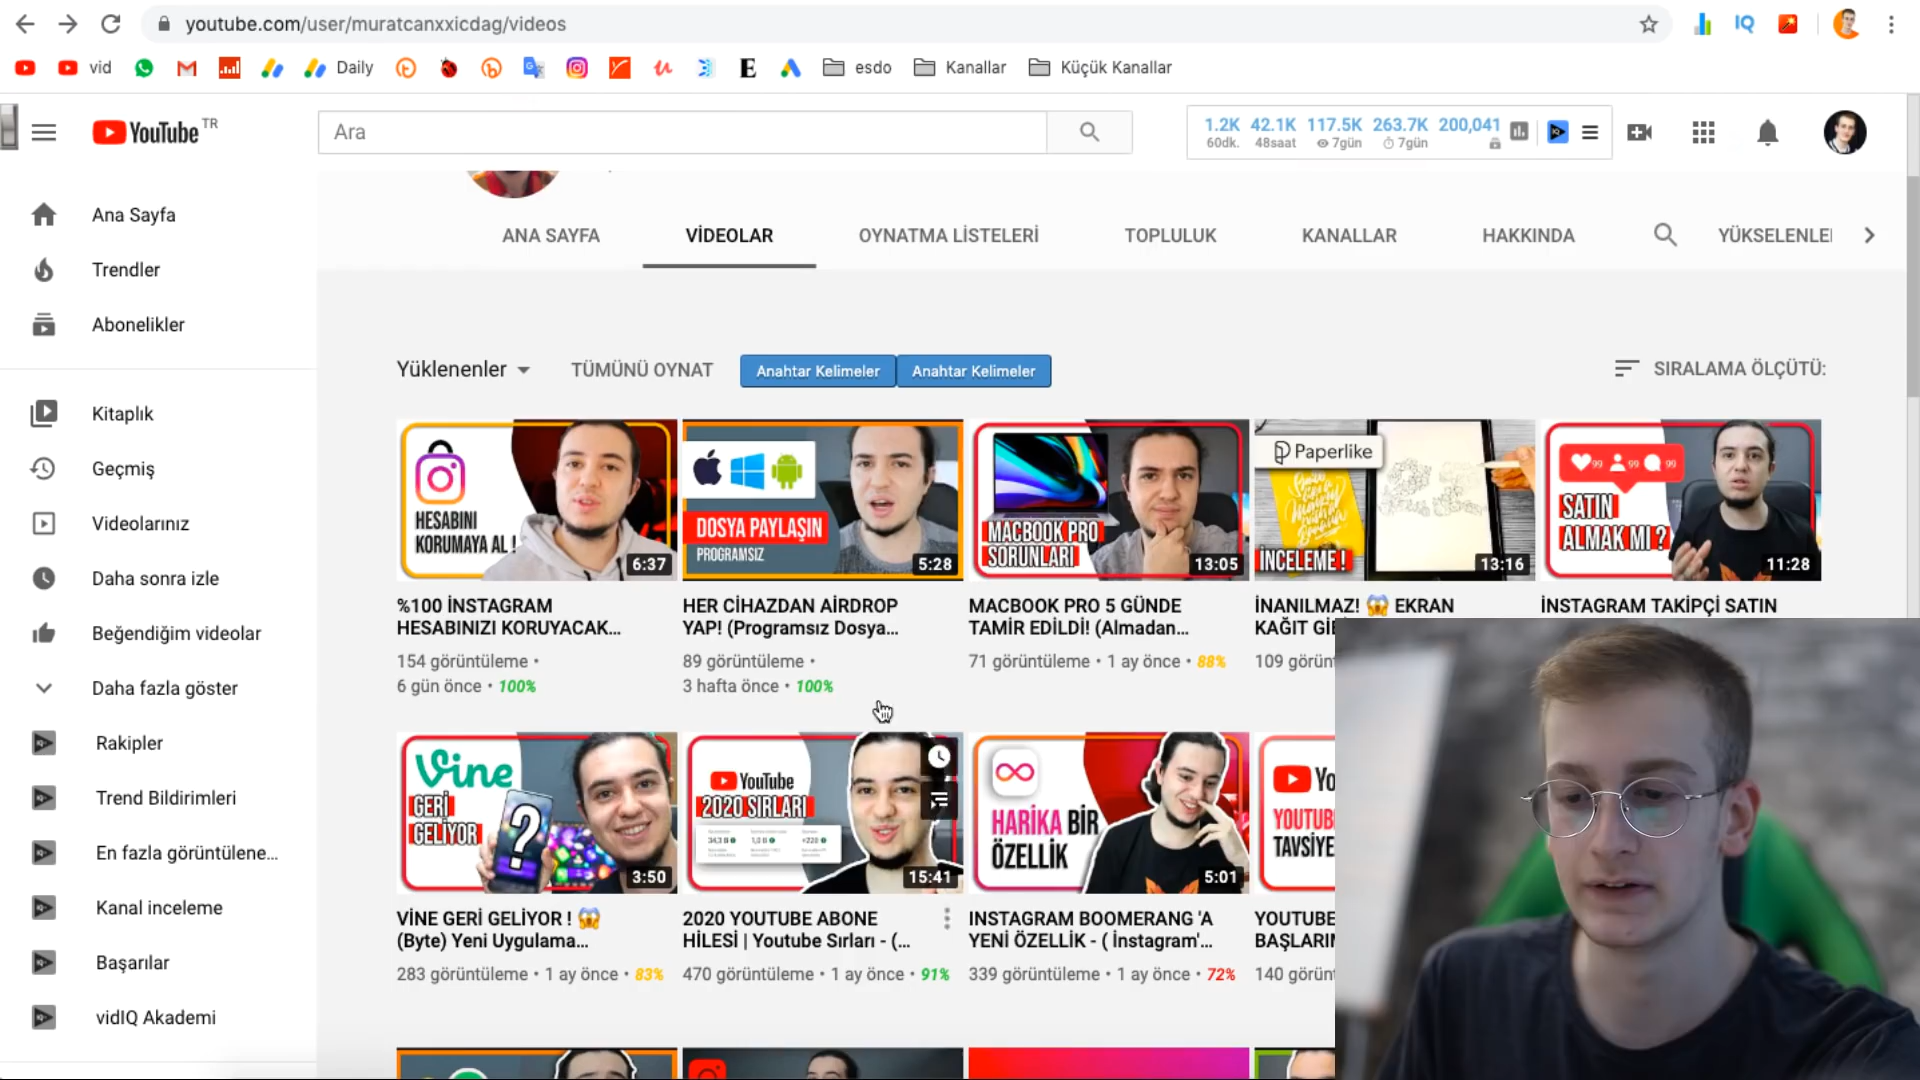 youtube.com/user/muratcanxxicdag/videos
IQ
vid
Daily
esdo
Kanallar
Küçük Kanallar
YouTube TR
Ara
1.2K 42.1K 117.5K 263.7K 200,041
60dk. 48saat 7gün 7gün
Ana Sayfa
Trendler
Abonelikler
Kitaplık
Geçmiş
Videolarınız
Daha sonra izle
Beğendiğim videolar
Daha fazla göster
Rakipler
Trend Bildirimleri
En fazla görüntülene...
Kanal inceleme
Başarılar
vidIQ Akademi
ANA SAYFA
VİDEOLAR
OYNATMA LİSTELERİ
TOPLULUK
KANALLAR
HAKKINDA
YÜKSELENLE
Yüklenenler
TÜMÜNÜ OYNAT
Anahtar Kelimeler
Anahtar Kelimeler
SIRALAMA ÖLÇÜTÜ:
HESABINI
KORUMAYA AL !
6:37
DOSYA PAYLAŞIN
PROGRAMSIZ
5:28
MACBOOK PRO
SORUNLARI
13:05
Paperlike
İNCELEME !
13:16
99 99 99
SATIN
ALMAK MI ?
11:28
%100 İNSTAGRAM
HESABINIZI KORUYACAK...
154 görüntüleme •
6 gün önce • 100%
HER CİHAZDAN AİRDROP
YAP! (Programsız Dosya...
89 görüntüleme •
3 hafta önce • 100%
MACBOOK PRO 5 GÜNDE
TAMİR EDİLDİ! (Almadan...
71 görüntüleme • 1 ay önce • 88%
İNANILMAZ! 😱 EKRAN
KAĞIT Gİ
109 görün
İNSTAGRAM TAKİPÇİ SATIN
Vine
GERİ
GELİYOR
?
3:50
YouTube
2020 SIRLARI
15:41
HARİKA BİR
ÖZELLİK
5:01
Yo
YOUTUB
TAVSİYE
VİNE GERİ GELİYOR ! 😱
(Byte) Yeni Uygulama...
283 görüntüleme • 1 ay önce • 83%
2020 YOUTUBE ABONE
HİLESİ | Youtube Sırları - (...
470 görüntüleme • 1 ay önce • 91%
INSTAGRAM BOOMERANG 'A
YENİ ÖZELLİK - ( İnstagram'...
339 görüntüleme • 1 ay önce • 72%
YOUTUBE
BAŞLARI
140 görün